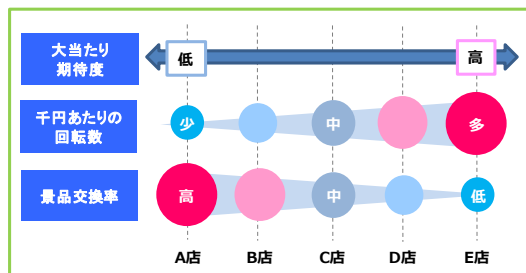 大当たり
期待度
低
高
千円あたりの
回転数
少
中
多
景品交換率
高
中
低
A店
B店
C店
D店
E店